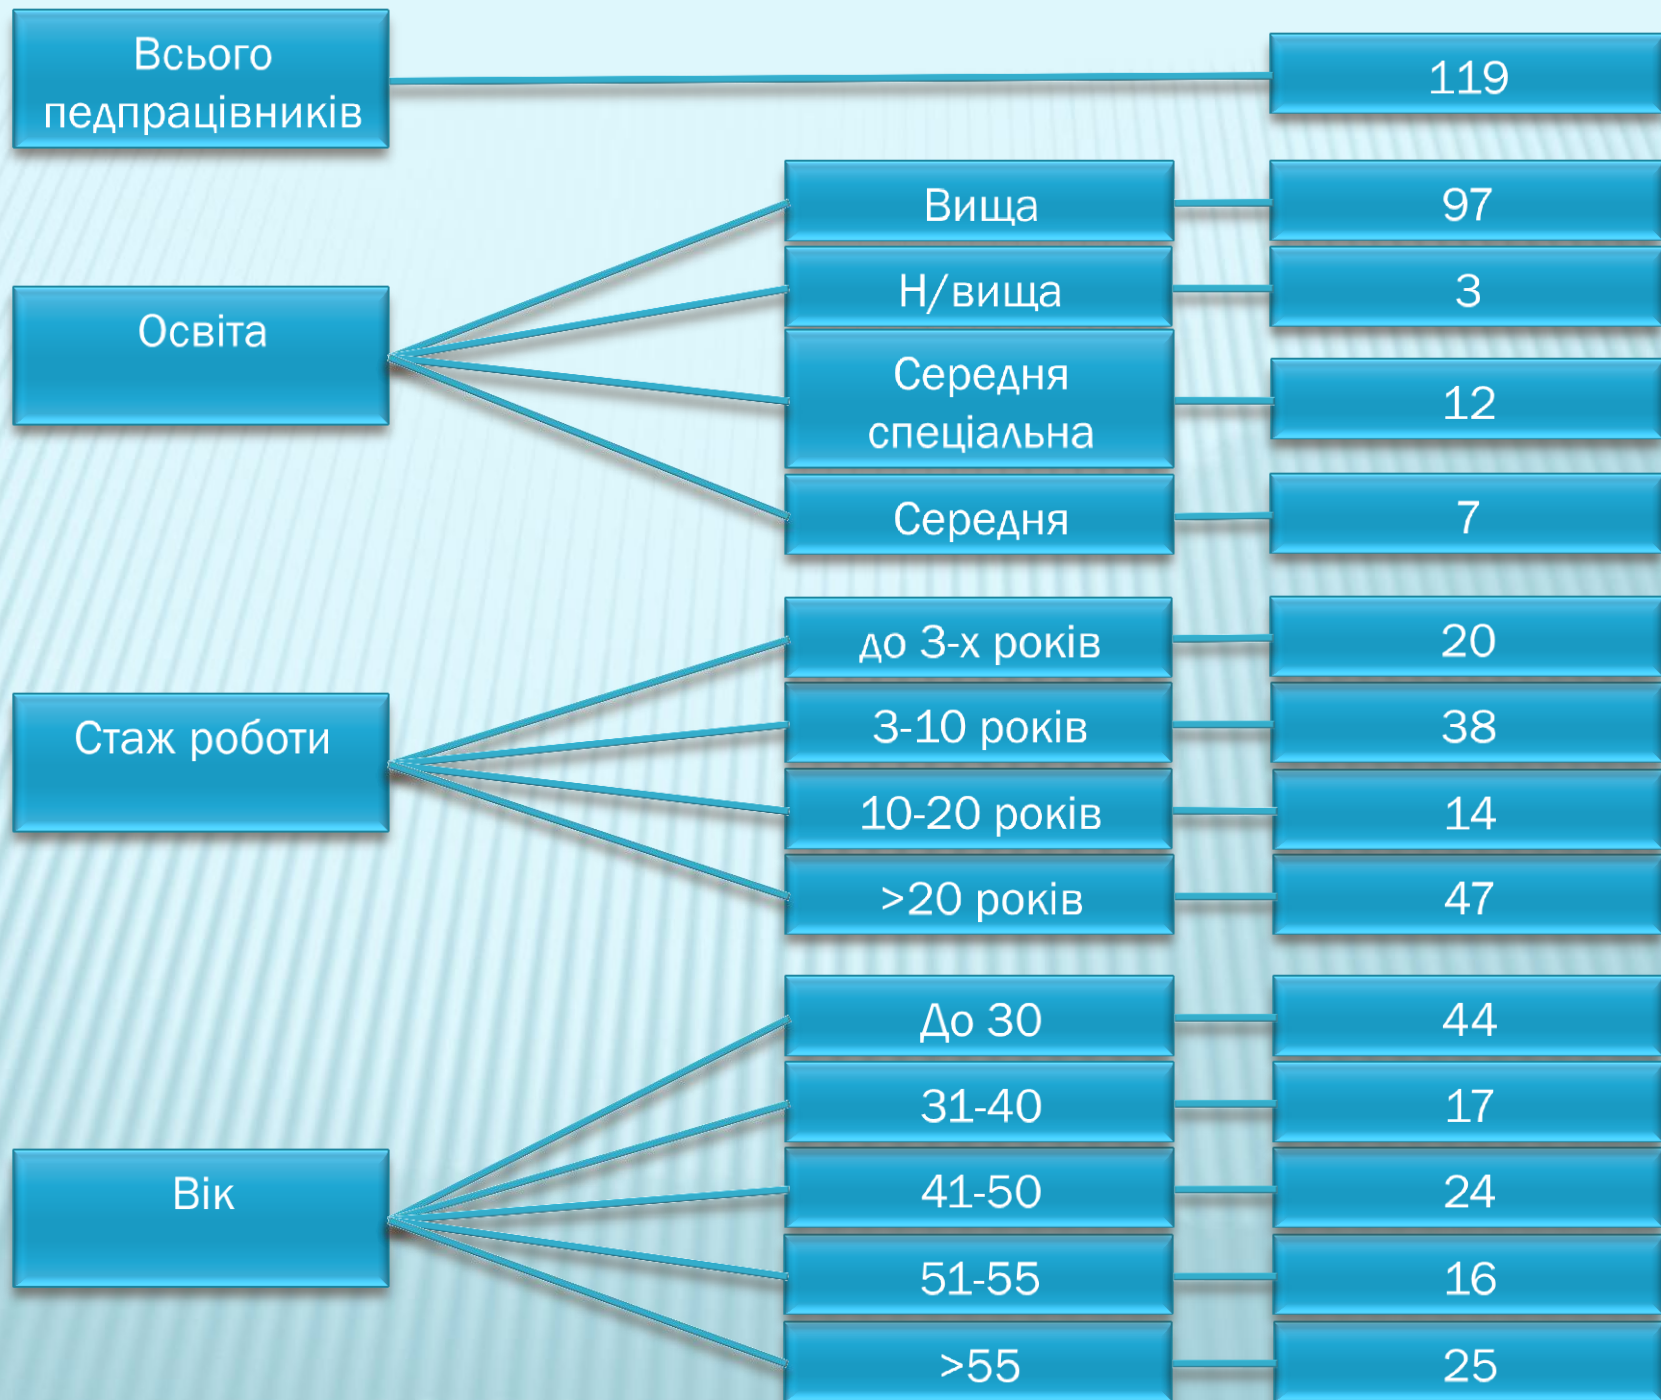 Всього
педпрацівників
119
Освіта
Вища
97
Н/вища
3
Середня
спеціальна
12
Середня
7
Стаж роботи
до 3-х років
20
3-10 років
38
10-20 років
14
>20 років
47
Вік
До 30
44
31-40
17
41-50
24
51-55
16
>55
25